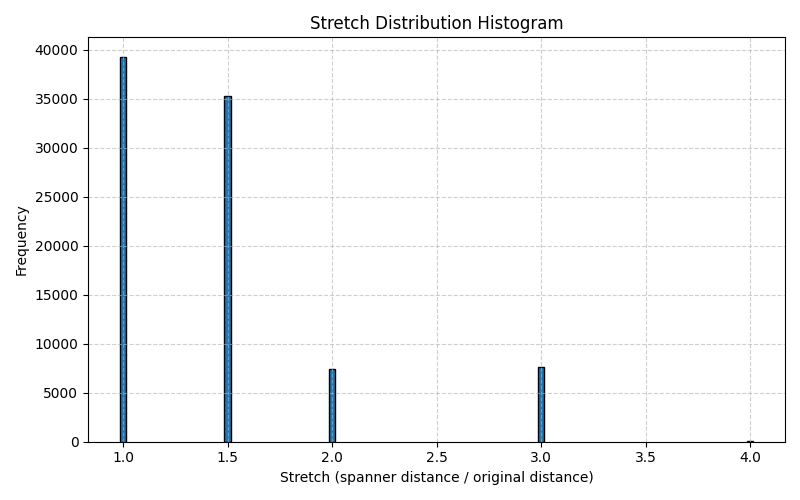 Stretch Distribution Histogram
Frequency
40000
35000
30000
25000
20000
15000
10000
5000
0
1.0 1.5 2.0 2.5 3.0 3.5 4.0
Stretch (spanner distance / original distance)